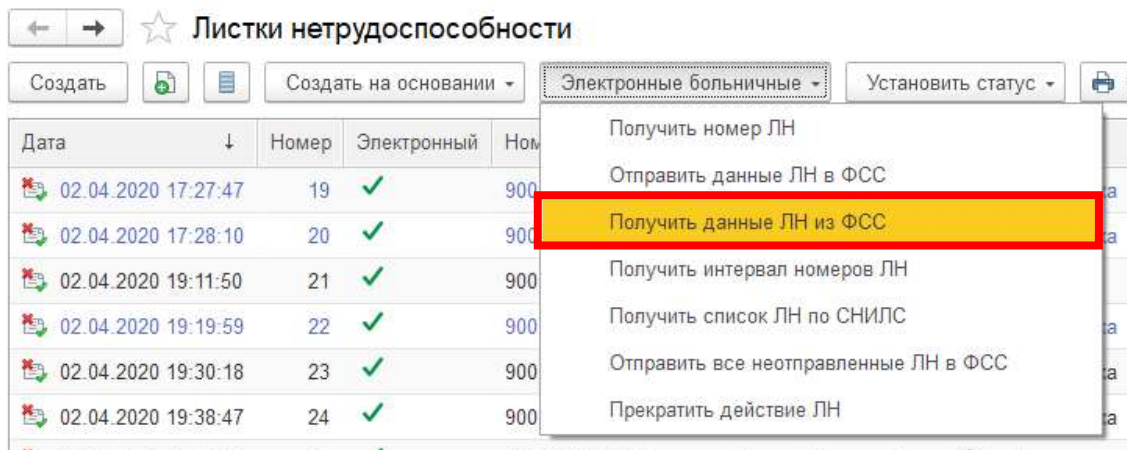 Листки нетрудоспособности
Создать Создать на основании Электронные больничные Установить статус
Дата ↓ Номер Электронный Ном
Получить номер ЛН
Отправить данные ЛН в ФСС
02.04.2020 17:27:47 19 900
Получить данные ЛН из ФСС
02.04.2020 17:28:10 20 900
Получить интервал номеров ЛН
02.04.2020 19:11:50 21 900
Получить список ЛН по СНИЛС
02.04.2020 19:19:59 22 900
Отправить все неотправленные ЛН в ФСС
02.04.2020 19:30:18 23 900
Прекратить действие ЛН
02.04.2020 19:38:47 24 900